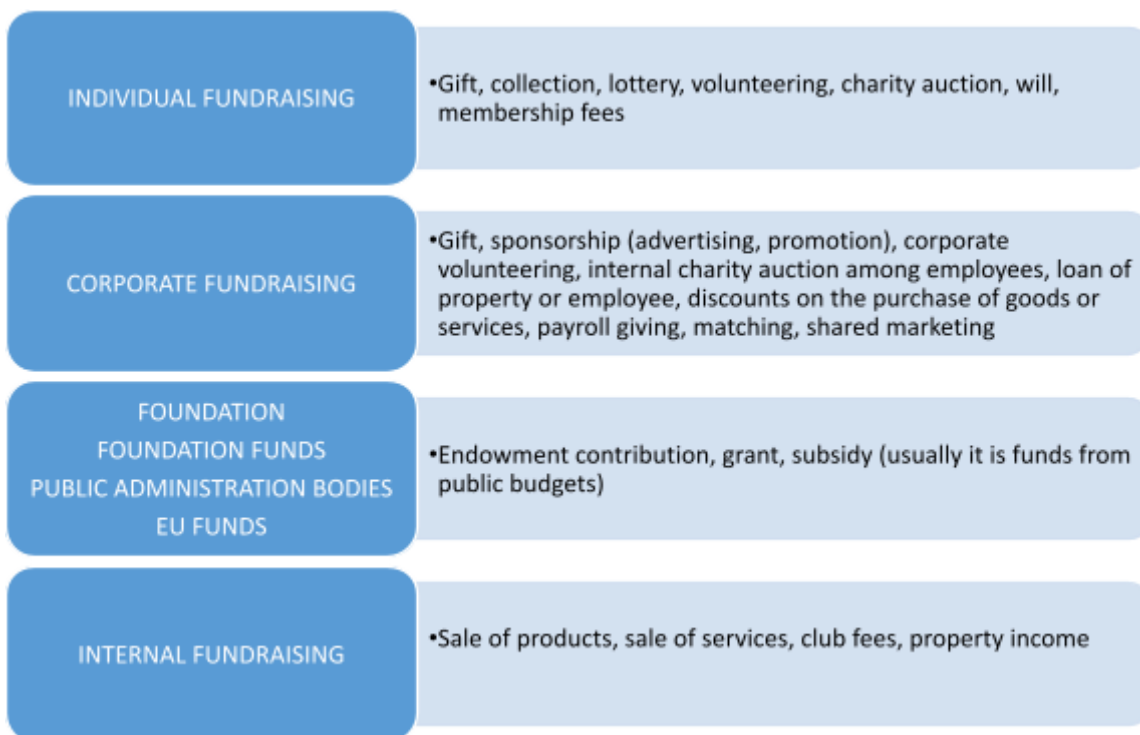 INDIVIDUAL FUNDRAISING
•Gift, collection, lottery, volunteering, charity auction, will,
membership fees
CORPORATE FUNDRAISING
•Gift, sponsorship (advertising, promotion), corporate
volunteering, internal charity auction among employees, loan of
property or employee, discounts on the purchase of goods or
services, payroll giving, matching, shared marketing
FOUNDATION
FOUNDATION FUNDS
PUBLIC ADMINISTRATION BODIES
EU FUNDS
•Endowment contribution, grant, subsidy (usually it is funds from
public budgets)
INTERNAL FUNDRAISING
•Sale of products, sale of services, club fees, property income